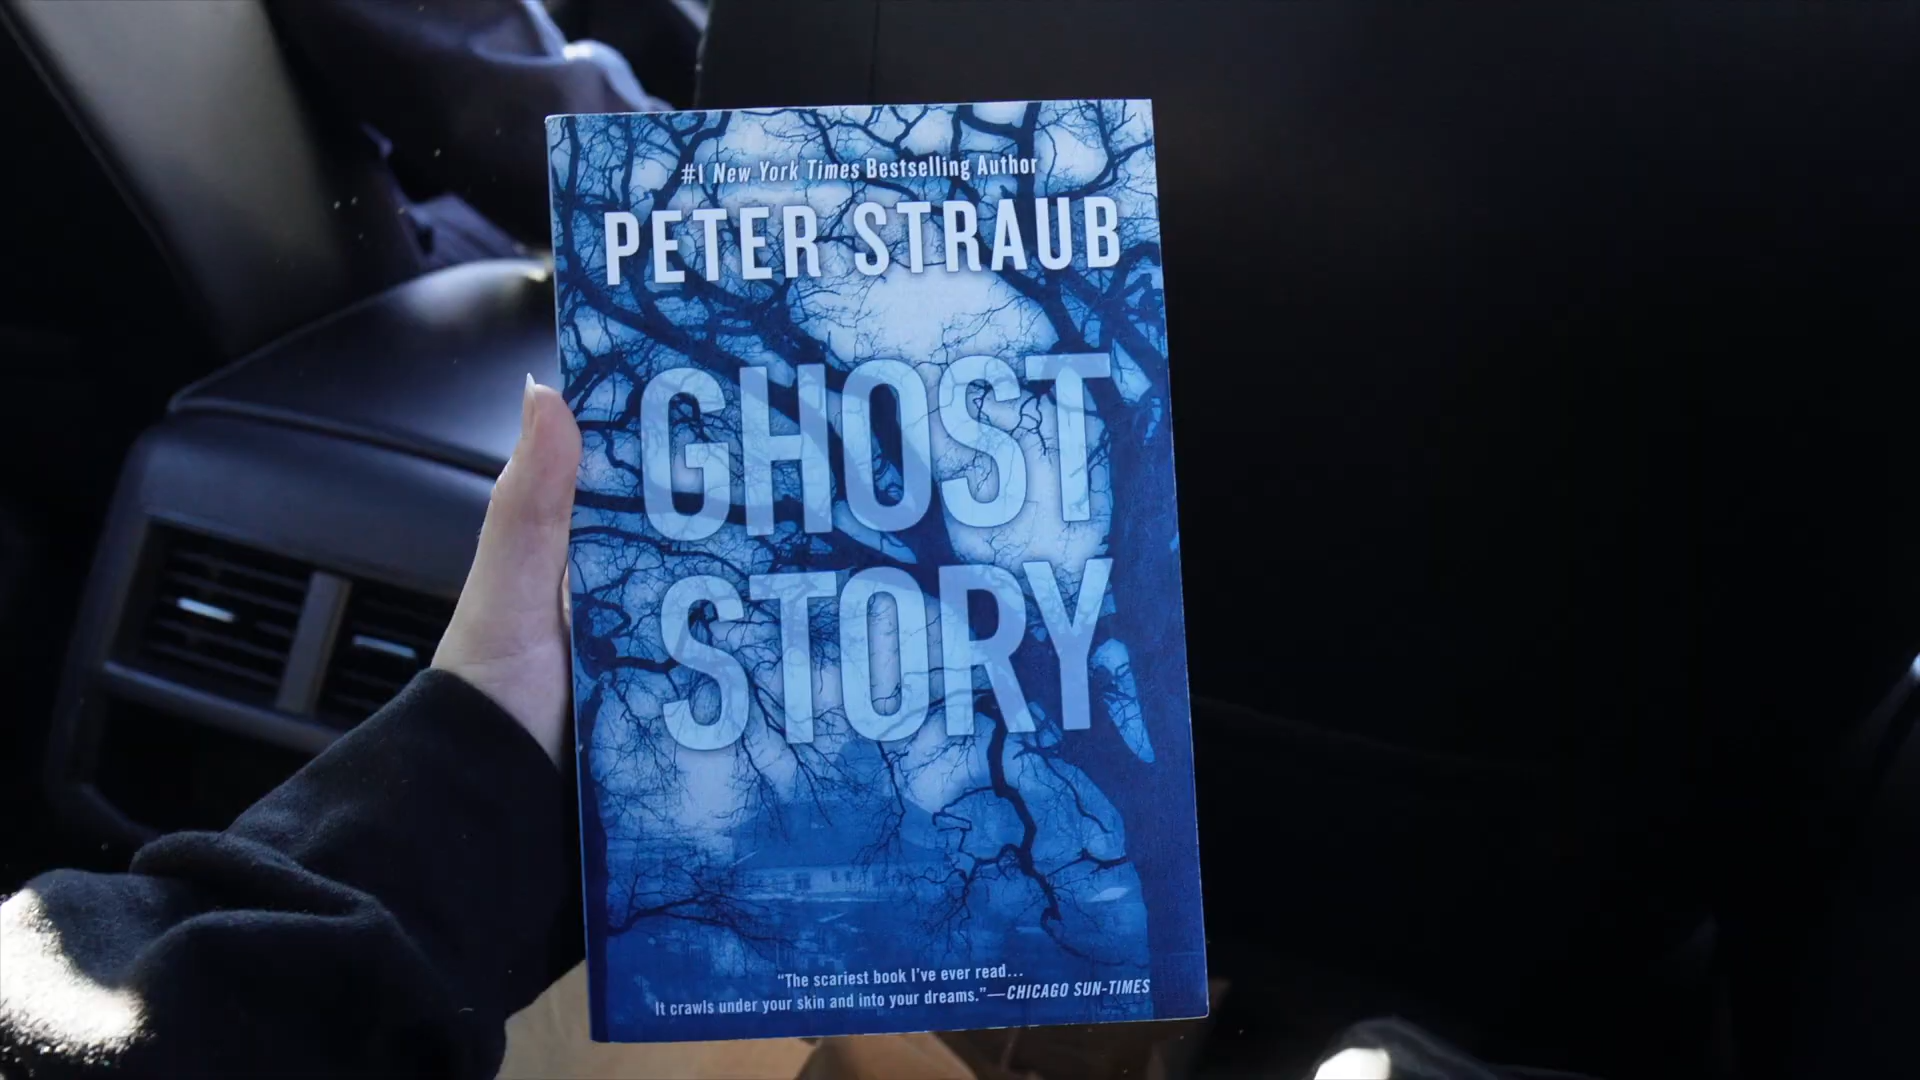 #1 New York Times Bestselling Author
PETER STRAUB
GHOST
STORY
“The scariest book I’ve ever read...
It crawls under your skin and into your dreams.”—CHICAGO SUN-TIMES